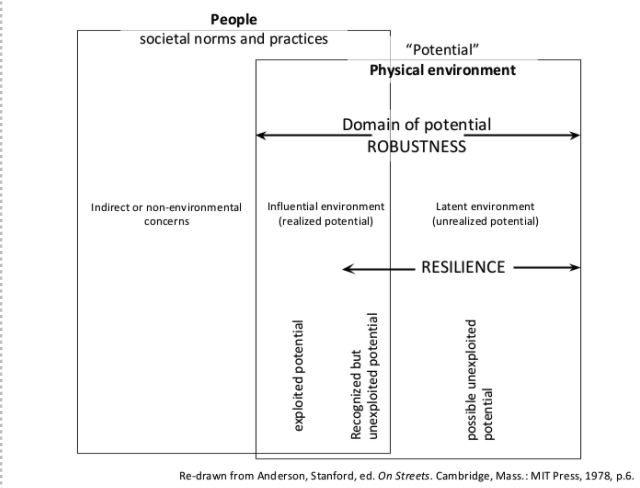 People
societal norms and practices
“Potential”
Physical environment
Domain of potential
ROBUSTNESS
Indirect or non-environmental
concerns
Influential environment
(realized potential)
Latent environment
(unrealized potential)
RESILIENCE
exploited potential
Recognized but
unexploited potential
possible unexploited
potential
Re-drawn from Anderson, Stanford, ed. On Streets. Cambridge, Mass.: MIT Press, 1978, p.6.